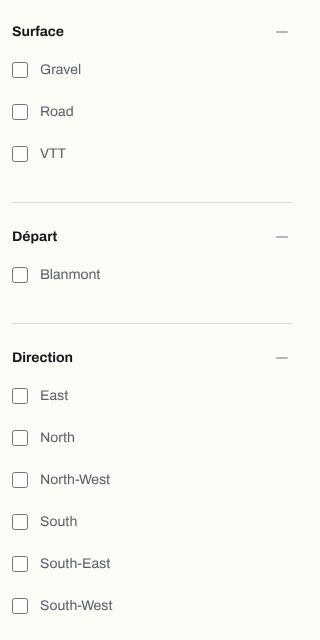 Surface
Gravel
Road
VTT
Départ
Blanmont
Direction
East
North
North-West
South
South-East
South-West